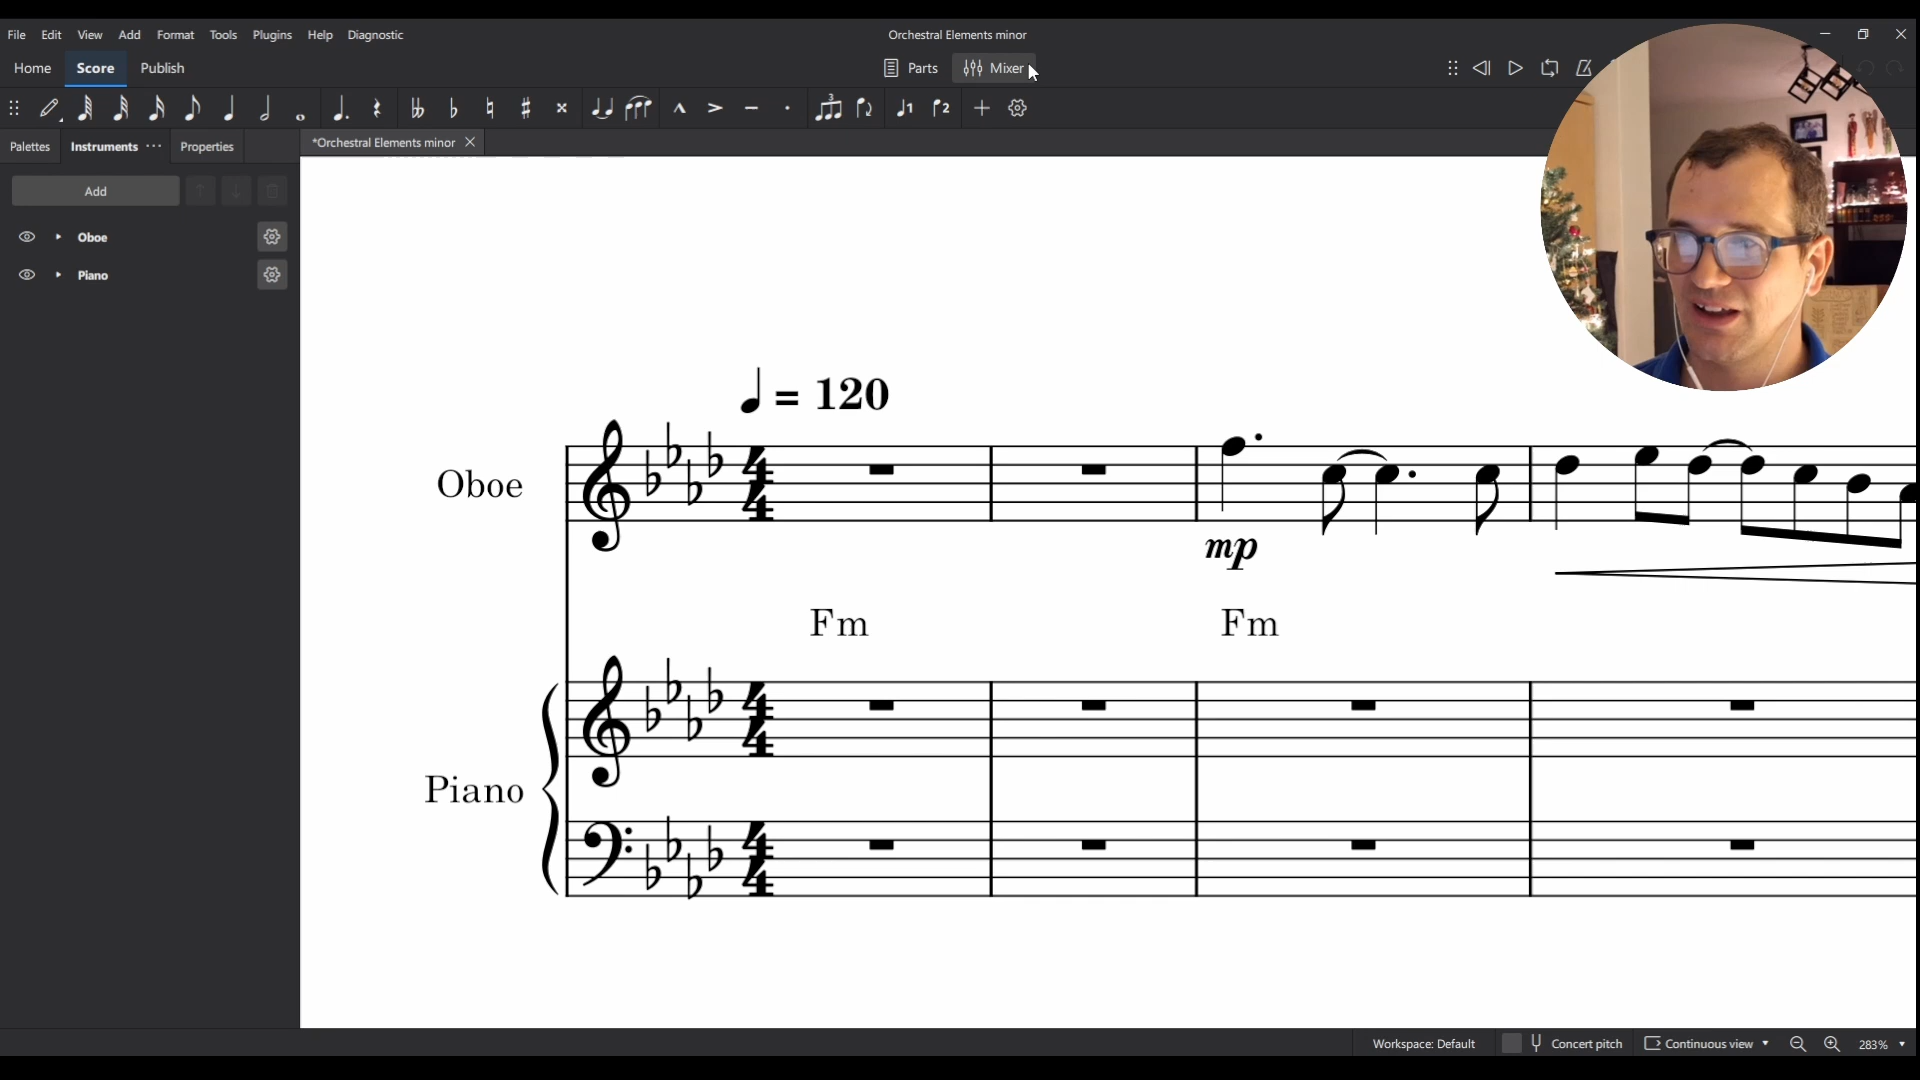 File Edit View Add Format Tools Plugins Help Diagnostic
Orchestral Elements minor
Home Score Publish
Parts Mixer
Palettes Instruments ··· Properties
*Orchestral Elements minor
Add
Oboe
Piano
♩ = 120
Oboe
mp
Fm Fm
Piano
Workspace: Default Concert pitch Continuous view 283%